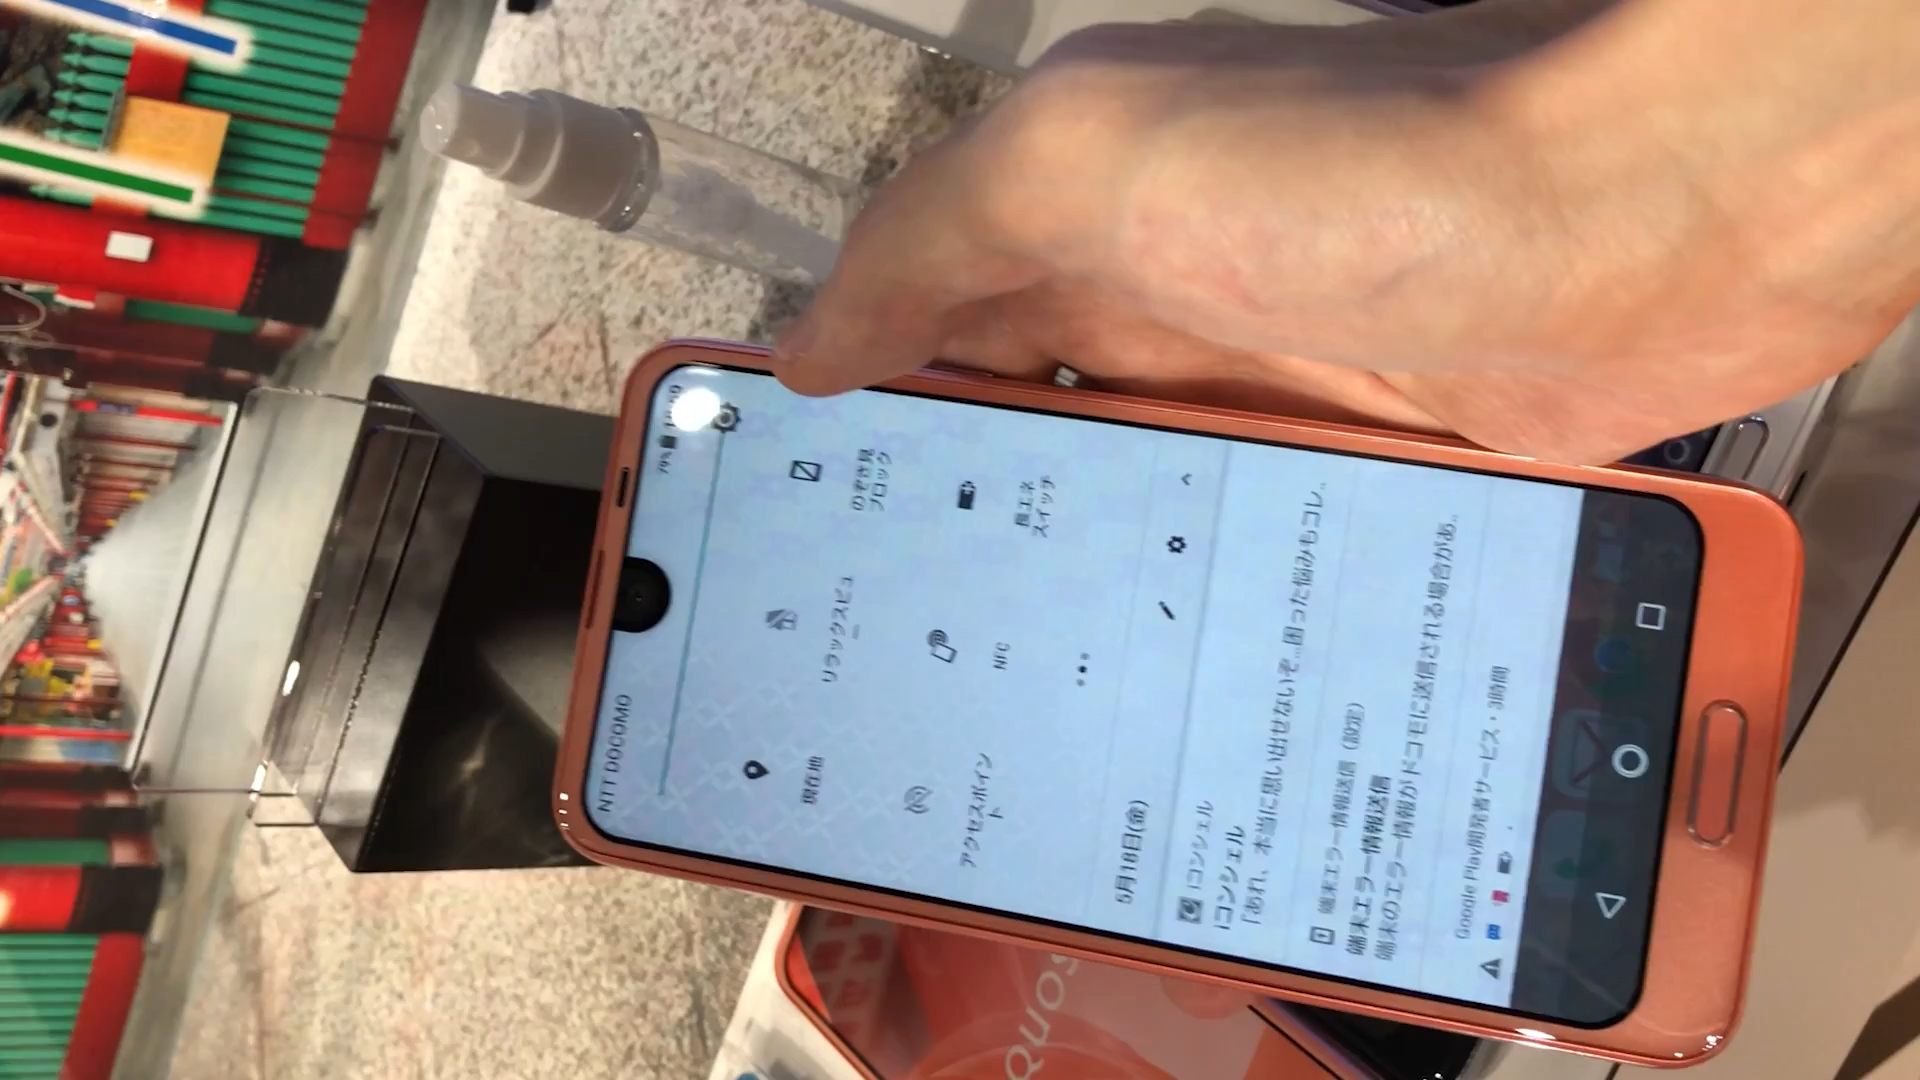 NTT DOCOMO
79%
現在地
リラックスビュ
ー
のぞき見
ブロック
アクセスポイン
ト
NFC
長エネ
スイッチ
5月18日(金)
iコンシェル
iコンシェル
「あれ、本当に思い出せないぞ…困った悩みもコレ..
端末エラー情報送信 (設定)
端末エラー情報送信
端末のエラー情報がドコモに送信される場合があ..
Google Play開発者サービス・3時間
QUOS